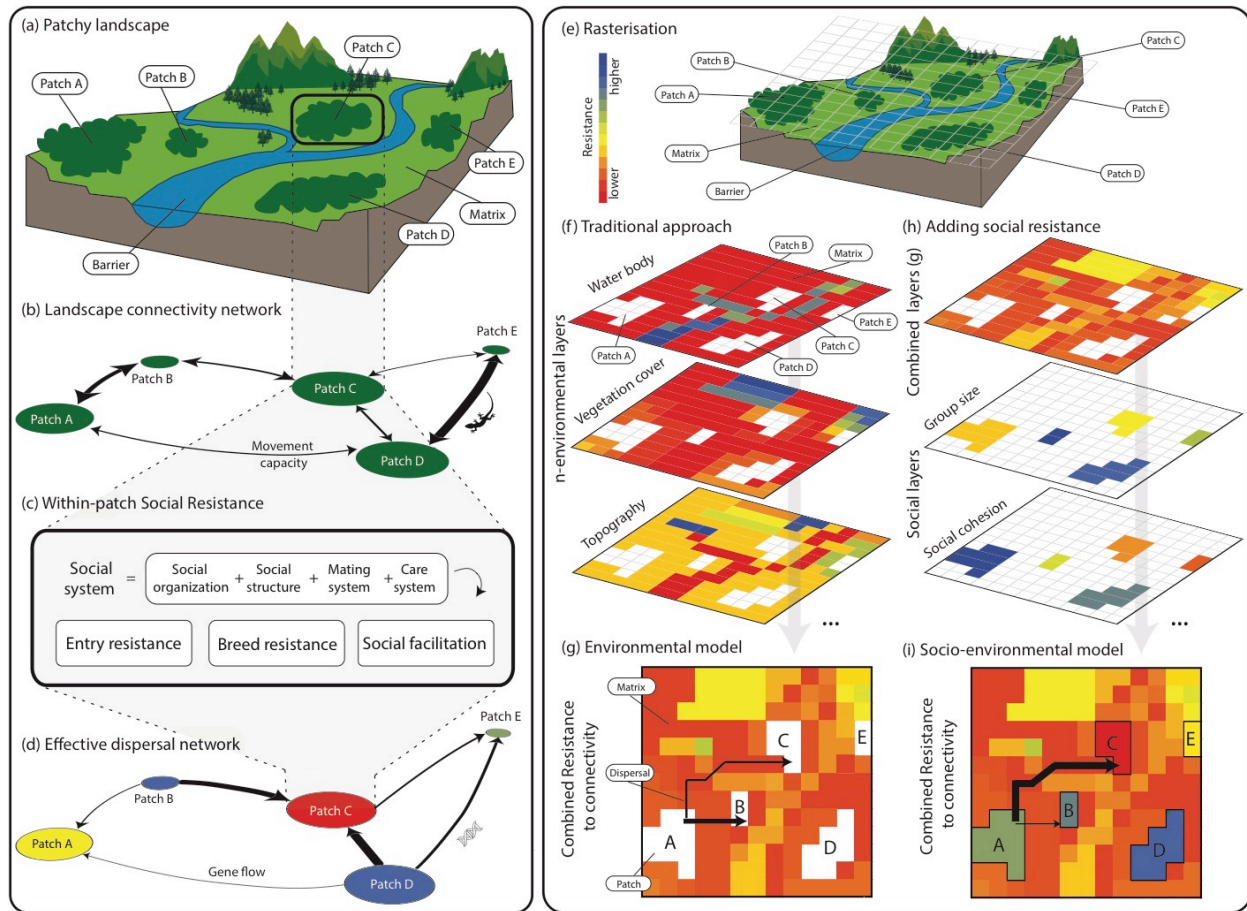 (a) Patchy landscape
Patch C
Patch B
Patch A
Patch E
Matrix
Patch D
Barrier
(b) Landscape connectivity network
Patch E
Patch B
Patch C
Patch A
Movement
capacity
Patch D
(c) Within-patch Social Resistance
Social
system
=
Social
organization
+
Social
structure
+
Mating
system
+
Care
system
Entry resistance
Breed resistance
Social facilitation
(d) Effective dispersal network
Patch E
Patch B
Patch C
Patch A
Gene flow
Patch D
(e) Rasterisation
Resistance
higher
lower
Patch C
Patch B
Patch A
Patch E
Matrix
Patch D
Barrier
(f) Traditional approach
n-environmental layers
Water body
Patch B
Matrix
Patch E
Patch A
Patch C
Patch D
Vegetation cover
Topography
...
(g) Environmental model
Combined Resistance
to connectivity
Matrix
Dispersal
Patch
A
B
C
D
E
(h) Adding social resistance
Combined
layers (g)
Social layers
Group size
Social cohesion
...
(i) Socio-environmental model
Combined Resistance
to connectivity
A
B
C
D
E